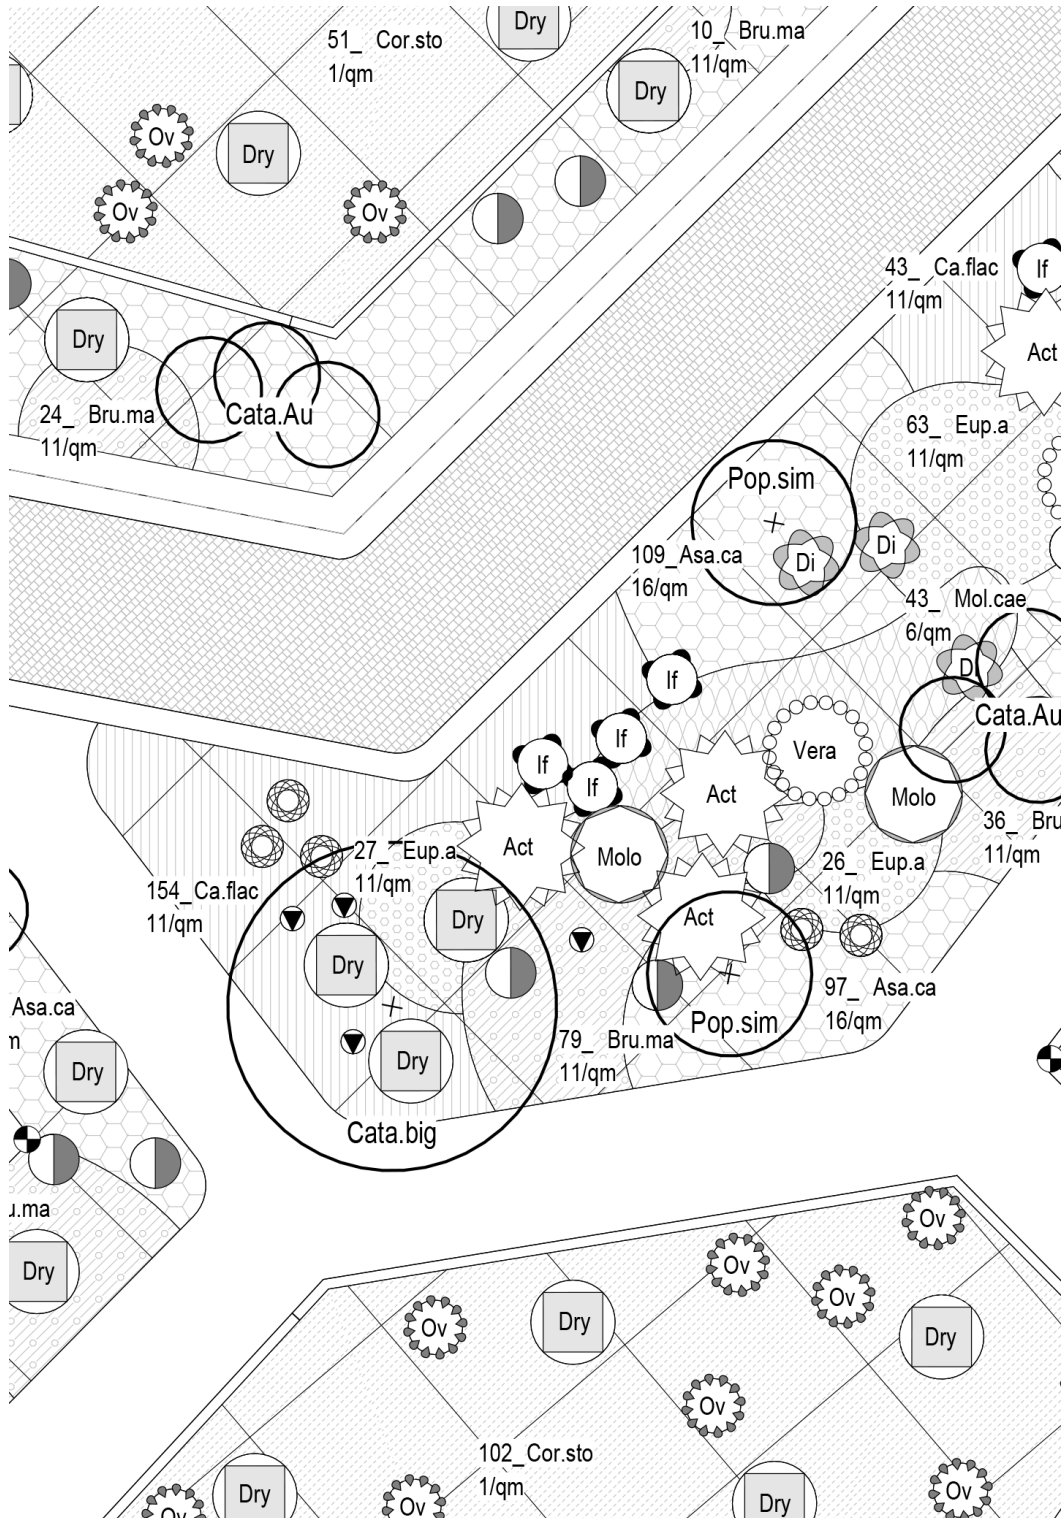 Dry
51_ Cor.sto
1/qm
10_ Bru.ma
11/qm
Dry
Ov
Dry
Ov
Ov
43_ Ca.flac
11/qm
If
Dry
Act
24_ Bru.ma
11/qm
Cata.Au
63_ Eup.a
11/qm
Pop.sim
109_Asa.ca
16/qm
Di
Di
43_ Mol.cae
6/qm
If
Cata.Au
If
If
If
Vera
Act
Molo
36_ Bru
11/qm
Act
Molo
27_ Eup.a
11/qm
26_ Eup.a
11/qm
154_Ca.flac
11/qm
Dry
Act
Dry
97_ Asa.ca
16/qm
Asa.ca
Pop.sim
79_ Bru.ma
11/qm
Dry
Dry
Cata.big
Dry
Ov
Ov
Ov
Ov
Dry
Dry
Ov
102_Cor.sto
1/qm
Dry
Ov
Ov
Dry
Ov